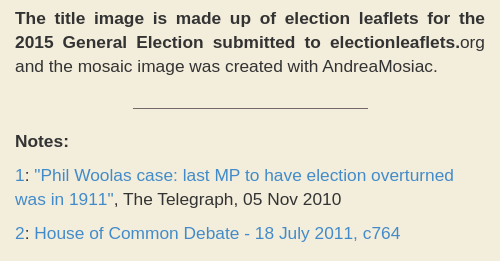 The title image is made up of election leaflets for the
2015 General Election submitted to electionleaflets.org
and the mosaic image was created with AndreaMosiac.
Notes:
1: "Phil Woolas case: last MP to have election overturned
was in 1911", The Telegraph, 05 Nov 2010
2: House of Common Debate - 18 July 2011, c764